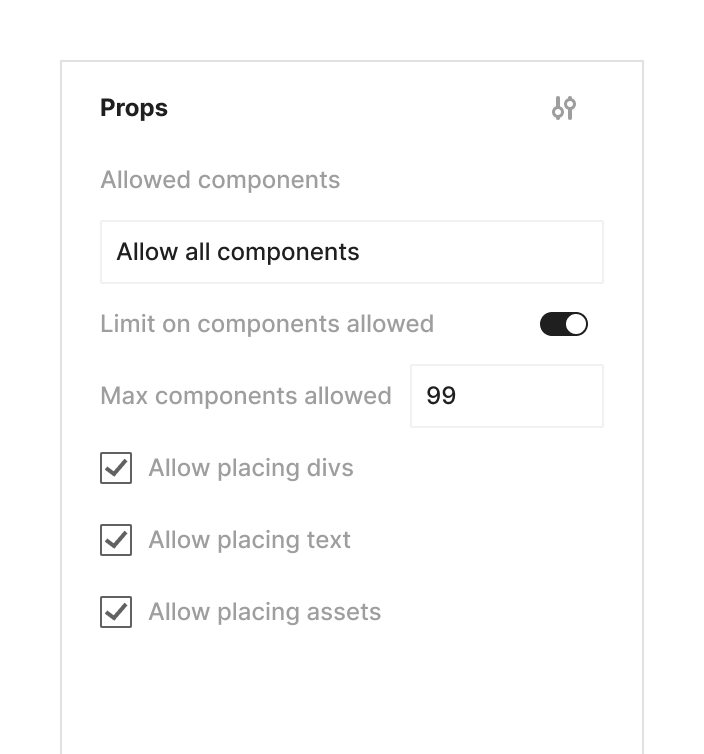 Props
Allowed components
Allow all components
Limit on components allowed
Max components allowed 99
Allow placing divs
Allow placing text
Allow placing assets